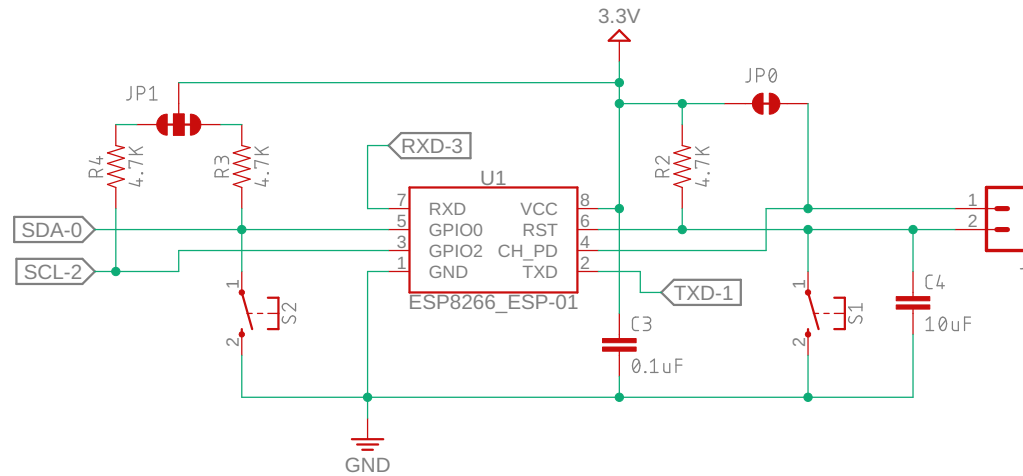 3.3V
JP0
JP1
R4
4.7K
R3
4.7K
RXD-3
R2
4.7K
U1
7
RXD
VCC
8
5
GPIO0
RST
6
3
GPIO2
CH_PD
4
1
GND
TXD
2
ESP8266_ESP-01
SDA-0
SCL-2
TXD-1
1
2
1
2
S2
C3
0.1uF
1
2
S1
C4
10uF
GND